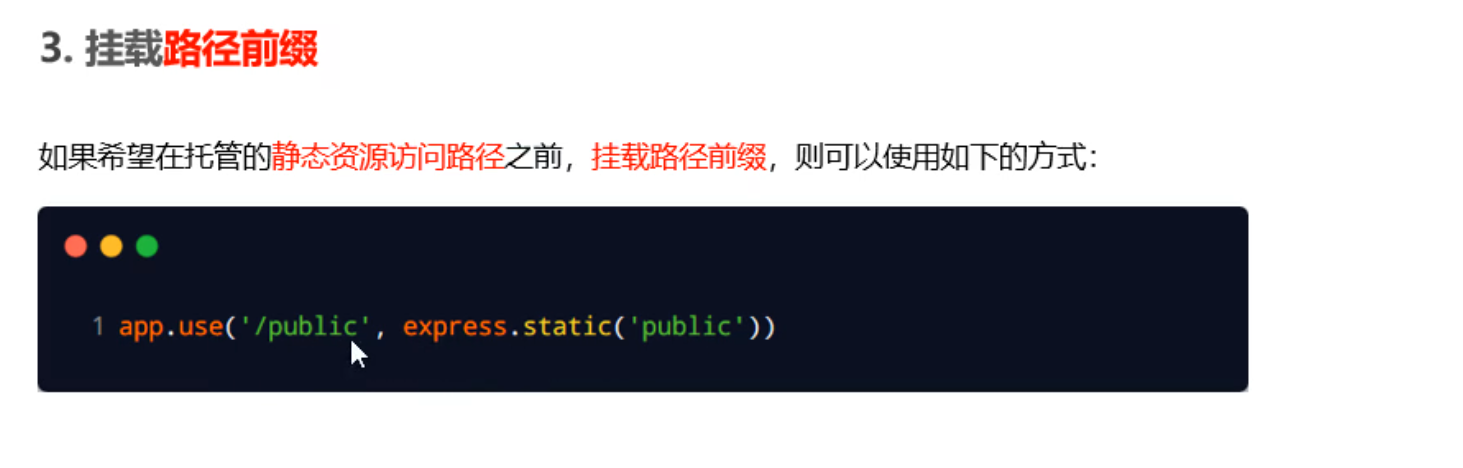 3. 挂载路径前缀
如果希望在托管的静态资源访问路径之前，挂载路径前缀，则可以使用如下的方式：
1 app.use('/public', express.static('public'))